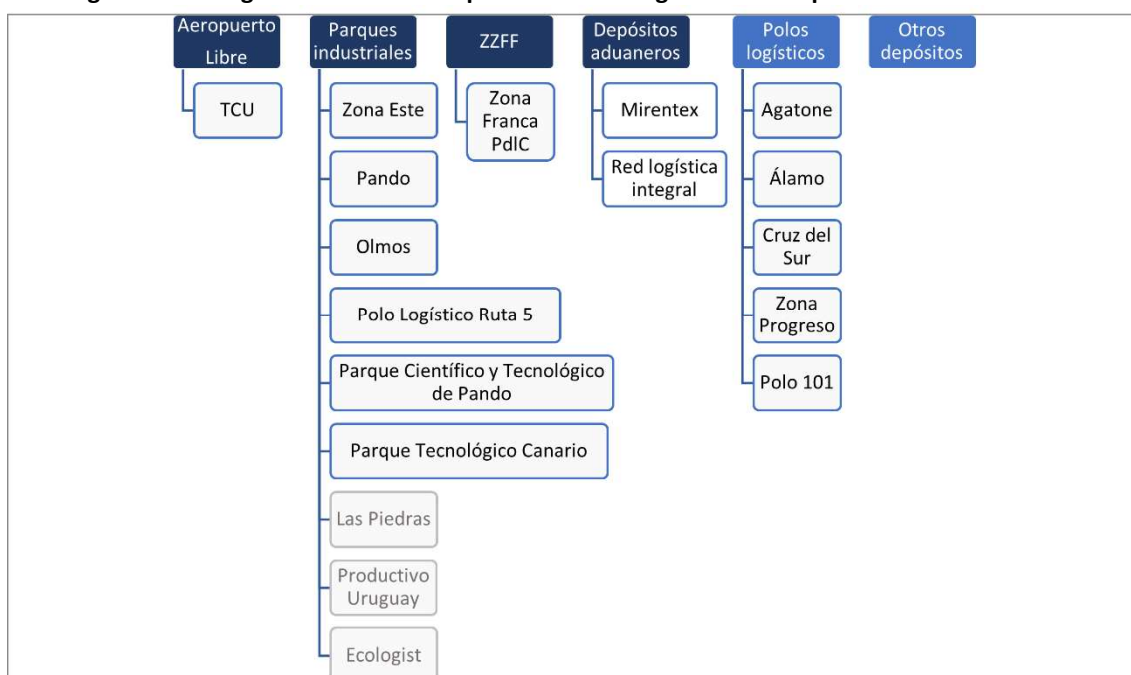 Aeropuerto
Libre
TCU
Parques
industriales
Zona Este
Pando
Olmos
Polo Logístico Ruta 5
Parque Científico y Tecnológico
de Pando
Parque Tecnológico Canario
Las Piedras
Productivo
Uruguay
Ecologist
ZZFF
Zona
Franca
PdlC
Depósitos
aduaneros
Mirentex
Red logística
integral
Polos
logísticos
Agatone
Álamo
Cruz del
Sur
Zona
Progreso
Polo 101
Otros
depósitos